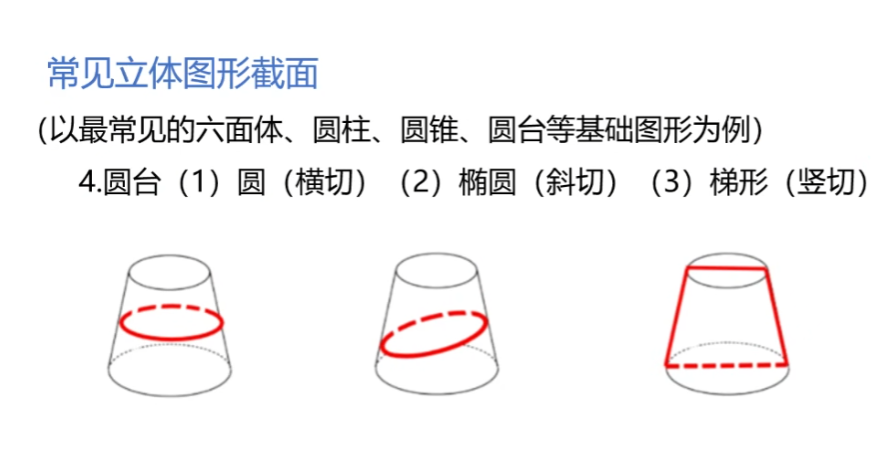 常见立体图形截面
(以最常见的六面体、圆柱、圆锥、圆台等基础图形为例)
4.圆台（1）圆（横切）（2）椭圆（斜切）（3）梯形（竖切）